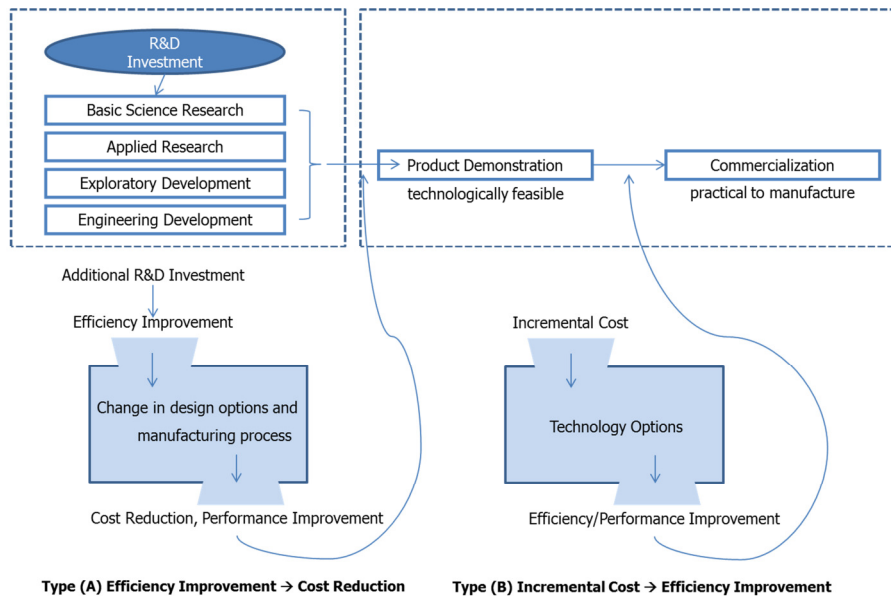 R&D
Investment
Basic Science Research
Applied Research
Exploratory Development
Engineering Development
Product Demonstration
technologically feasible
Commercialization
practical to manufacture
Additional R&D Investment
Efficiency Improvement
Change in design options and
manufacturing process
Cost Reduction, Performance Improvement
Type (A) Efficiency Improvement → Cost Reduction
Incremental Cost
Technology Options
Efficiency/Performance Improvement
Type (B) Incremental Cost → Efficiency Improvement